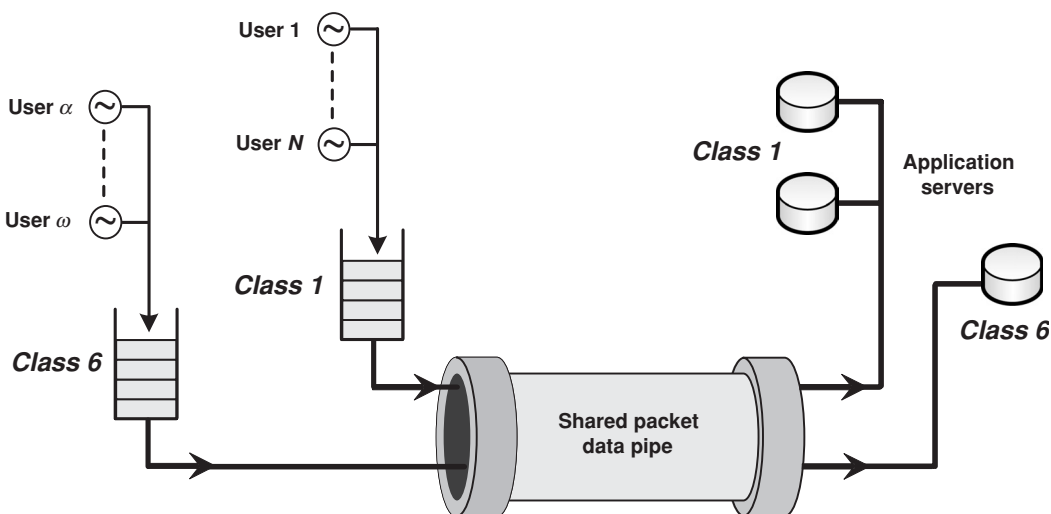 User 1
User α
User N
User ω
Class 1
Class 6
Class 1
Application
servers
Class 6
Shared packet
data pipe